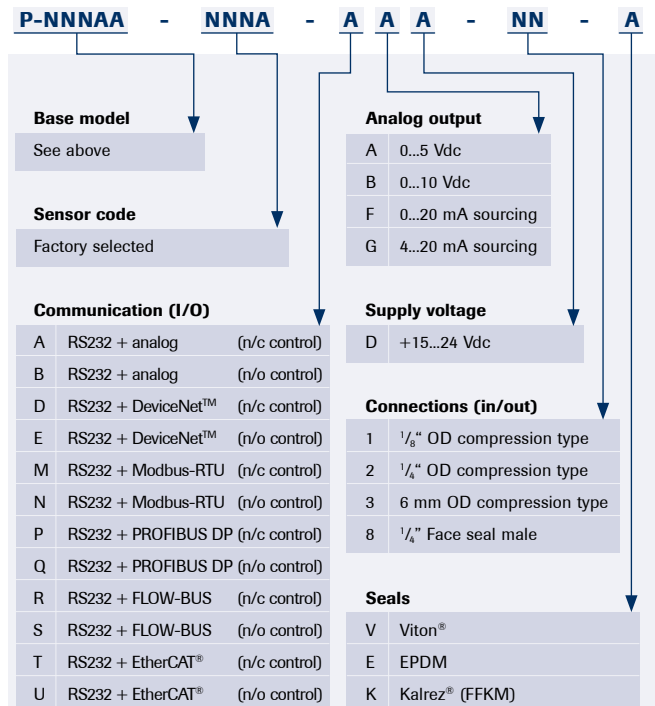 P-NNNAA - NNNA - A A A - NN - A
Base model
See above
Sensor code
Factory selected
Communication (I/O)
A RS232 + analog (n/c control)
B RS232 + analog (n/o control)
D RS232 + DeviceNet™ (n/c control)
E RS232 + DeviceNet™ (n/o control)
M RS232 + Modbus-RTU (n/c control)
N RS232 + Modbus-RTU (n/o control)
P RS232 + PROFIBUS DP (n/c control)
Q RS232 + PROFIBUS DP (n/o control)
R RS232 + FLOW-BUS (n/c control)
S RS232 + FLOW-BUS (n/o control)
T RS232 + EtherCAT® (n/c control)
U RS232 + EtherCAT® (n/o control)
Analog output
A 0...5 Vdc
B 0...10 Vdc
F 0...20 mA sourcing
G 4...20 mA sourcing
Supply voltage
D +15...24 Vdc
Connections (in/out)
1 1/8“ OD compression type
2 1/4“ OD compression type
3 6 mm OD compression type
8 1/4” Face seal male
Seals
V Viton®
E EPDM
K Kalrez® (FFKM)